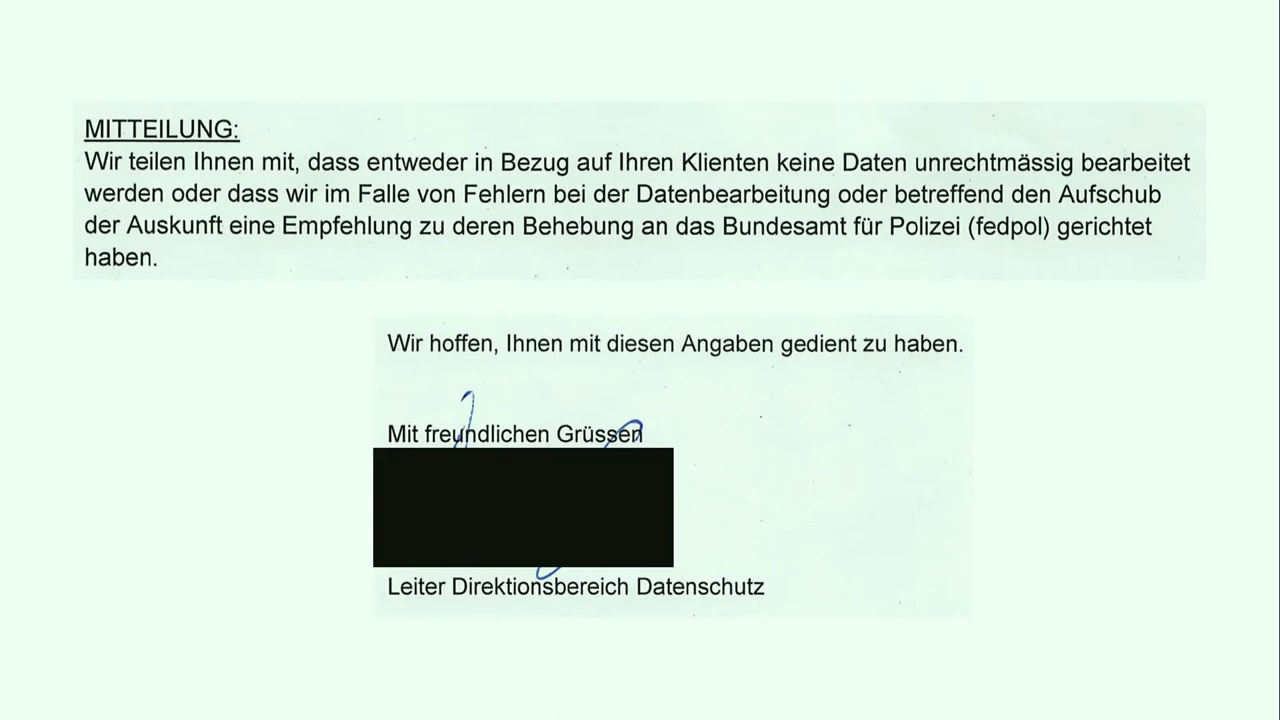 MITTEILUNG:
Wir teilen Ihnen mit, dass entweder in Bezug auf Ihren Klienten keine Daten unrechtmässig bearbeitet
werden oder dass wir im Falle von Fehlern bei der Datenbearbeitung oder betreffend den Aufschub
der Auskunft eine Empfehlung zu deren Behebung an das Bundesamt für Polizei (fedpol) gerichtet
haben.
Wir hoffen, Ihnen mit diesen Angaben gedient zu haben.
Mit freundlichen Grüssen
Leiter Direktionsbereich Datenschutz